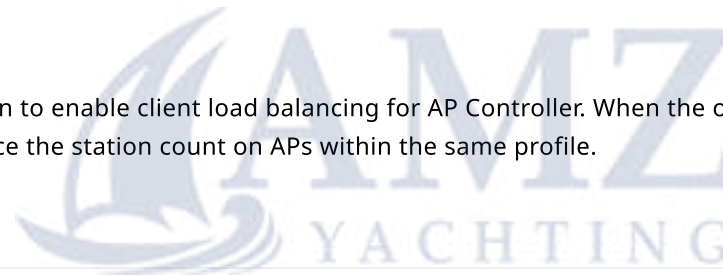 n to enable client load balancing for AP Controller. When the o
ce the station count on APs within the same profile.
AMZ
YACHTING